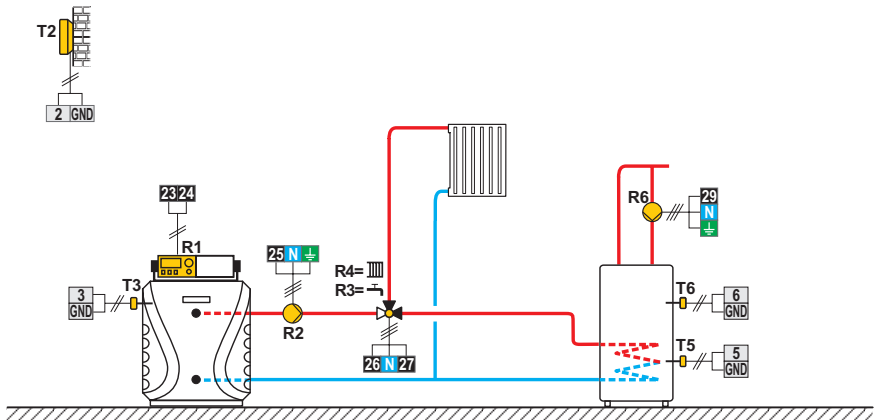 T2
2 GND
23 24
R1
R6
29
N
25 N
R4=
R3=
T3
3
GND
R2
T6
6
GND
26 N 27
T5
5
GND